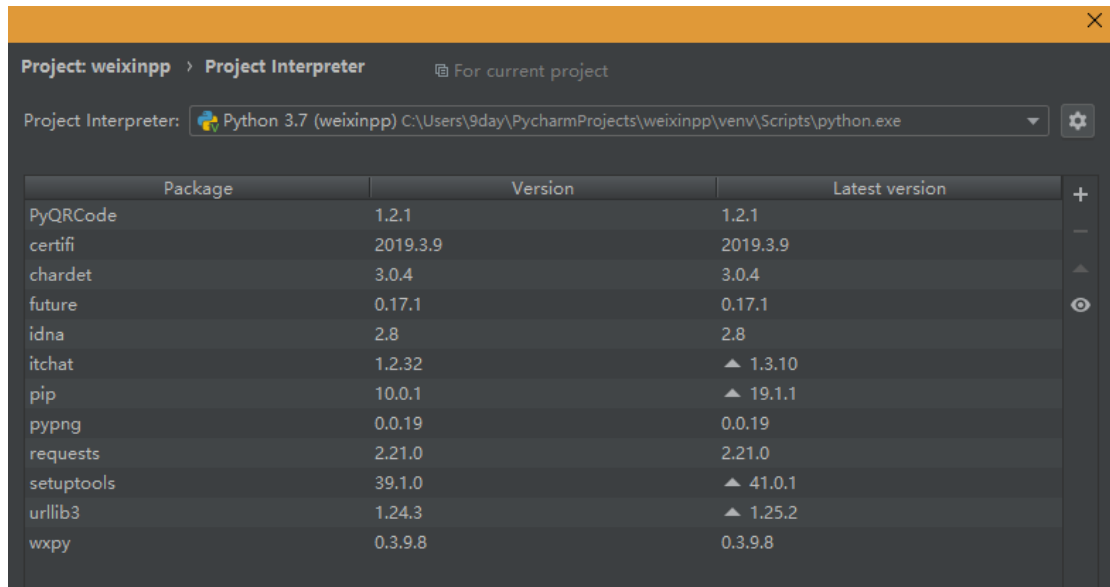 Project: weixinpp › Project Interpreter For current project
Project Interpreter: Python 3.7 (weixinpp) C:\Users\9day\PycharmProjects\weixinpp\venv\Scripts\python.exe
Package Version Latest version
PyQRCode 1.2.1 1.2.1
certifi 2019.3.9 2019.3.9
chardet 3.0.4 3.0.4
future 0.17.1 0.17.1
idna 2.8 2.8
itchat 1.2.32 1.3.10
pip 10.0.1 19.1.1
pypng 0.0.19 0.0.19
requests 2.21.0 2.21.0
setuptools 39.1.0 41.0.1
urllib3 1.24.3 1.25.2
wxpy 0.3.9.8 0.3.9.8